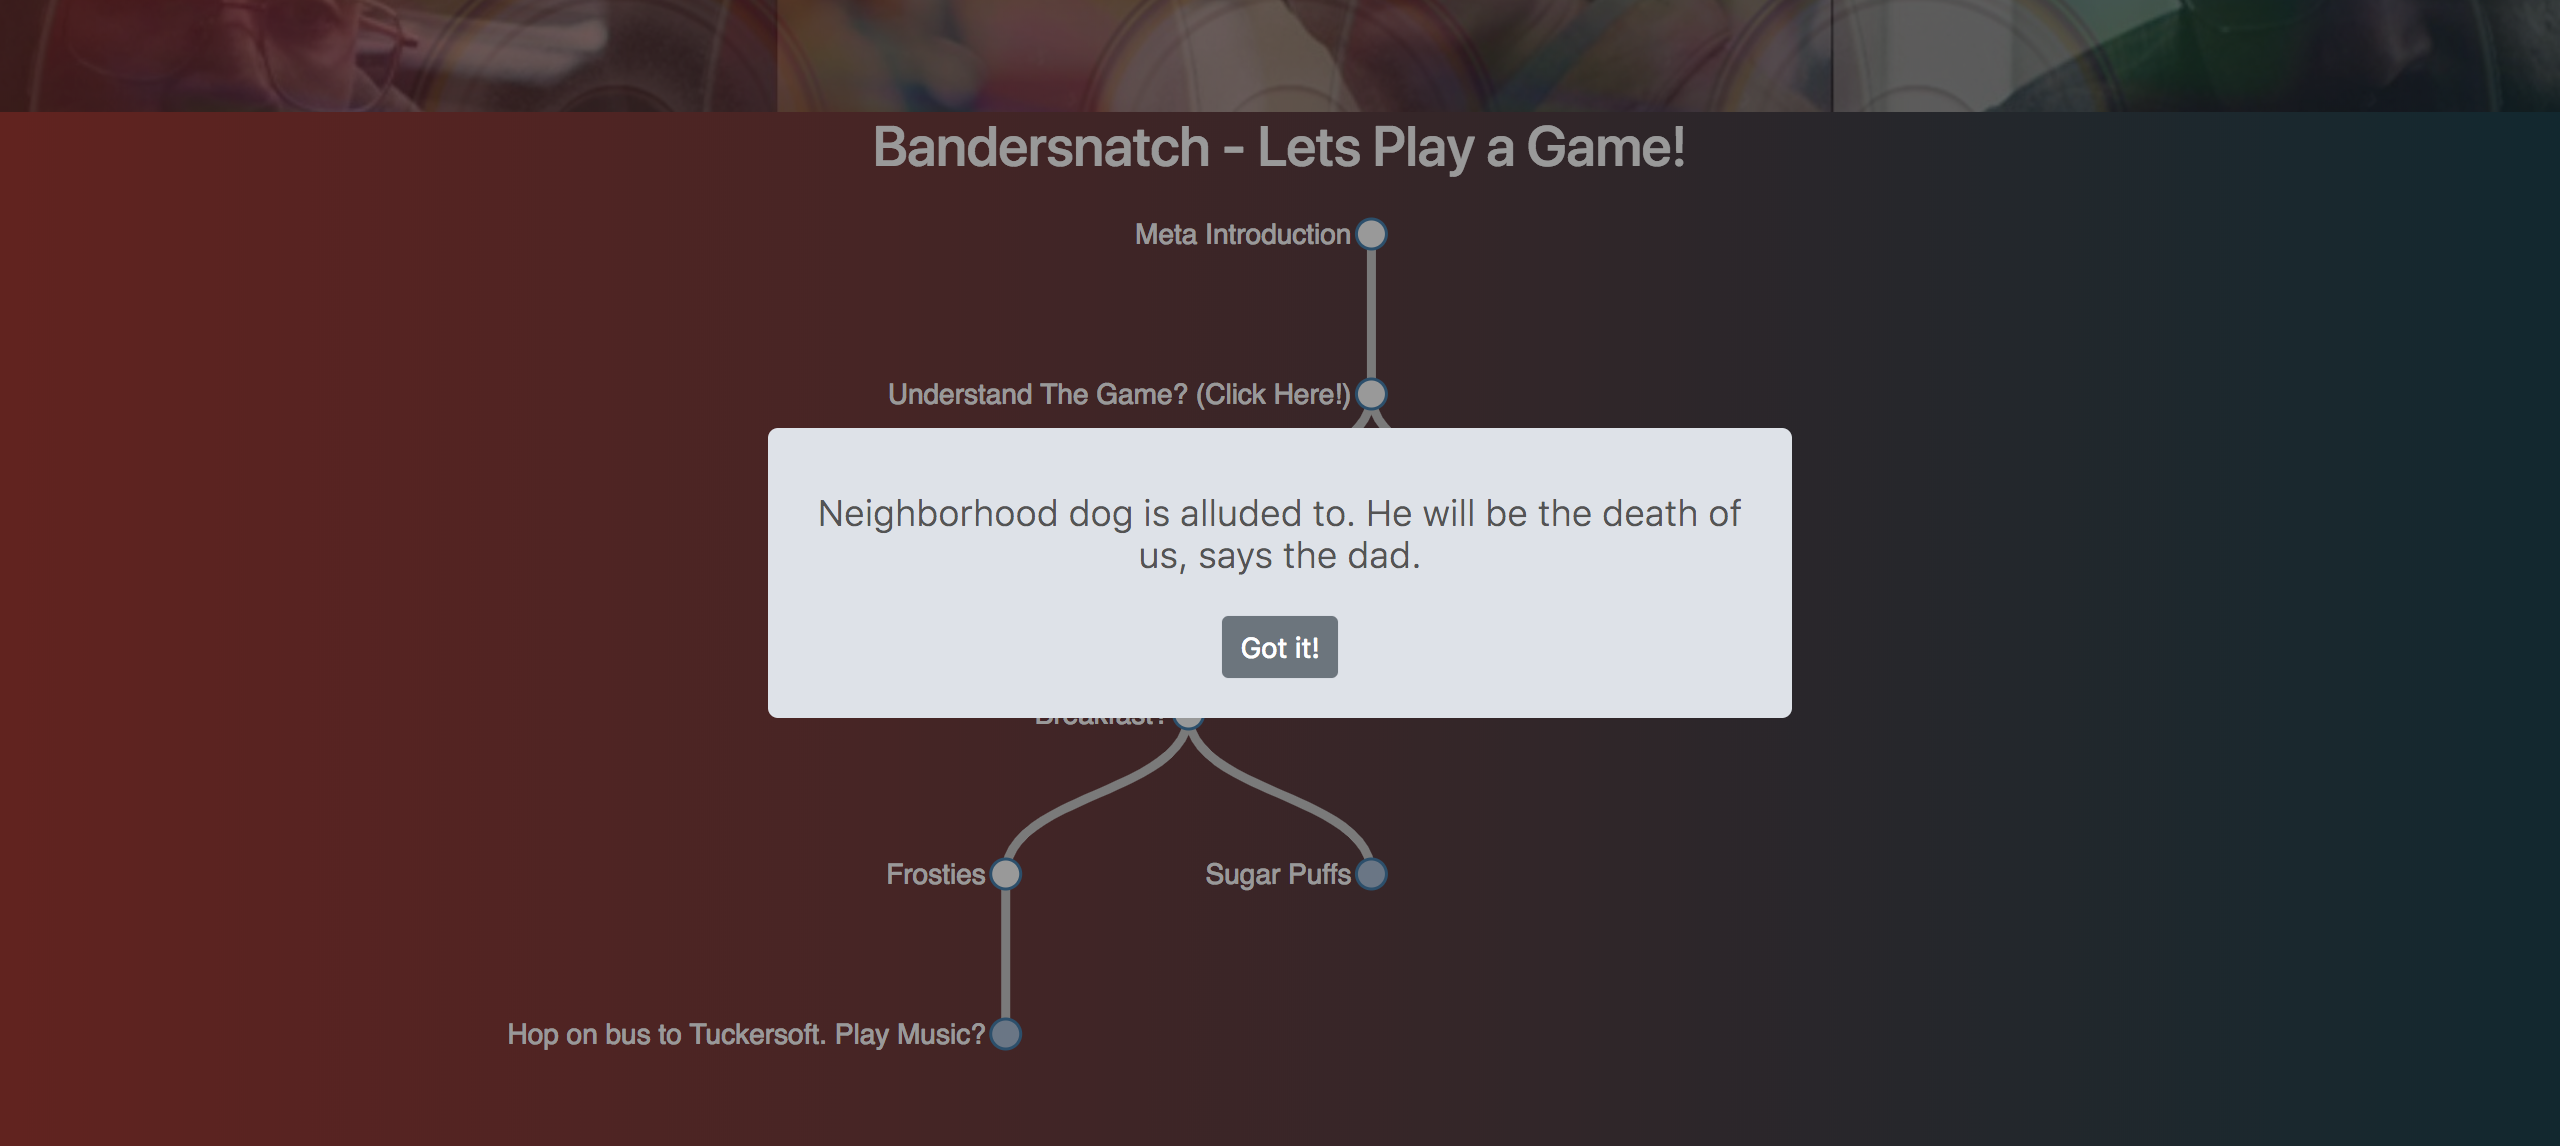 Bandersnatch - Lets Play a Game!
Meta Introduction
Understand The Game? (Click Here!)
Neighborhood dog is alluded to. He will be the death of
us, says the dad.
Got it!
Breakfast?
Frosties
Sugar Puffs
Hop on bus to Tuckersoft. Play Music?